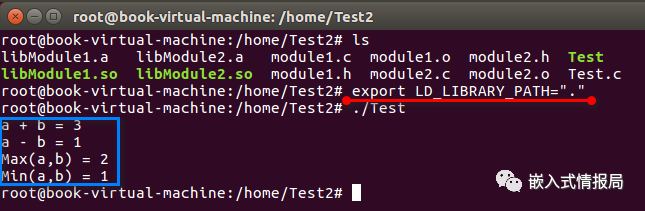 root@book-virtual-machine: /home/Test2
root@book-virtual-machine:/home/Test2# ls
libModule1.a   libModule2.a   module1.c  module1.o  module2.h  Test
libModule1.so  libModule2.so  module1.h  module2.c  module2.o  Test.c
root@book-virtual-machine:/home/Test2# export LD_LIBRARY_PATH="."
root@book-virtual-machine:/home/Test2# ./Test
a + b = 3
a - b = 1
Max(a,b) = 2
Min(a,b) = 1
root@book-virtual-machine:/home/Test2#
嵌入式情报局